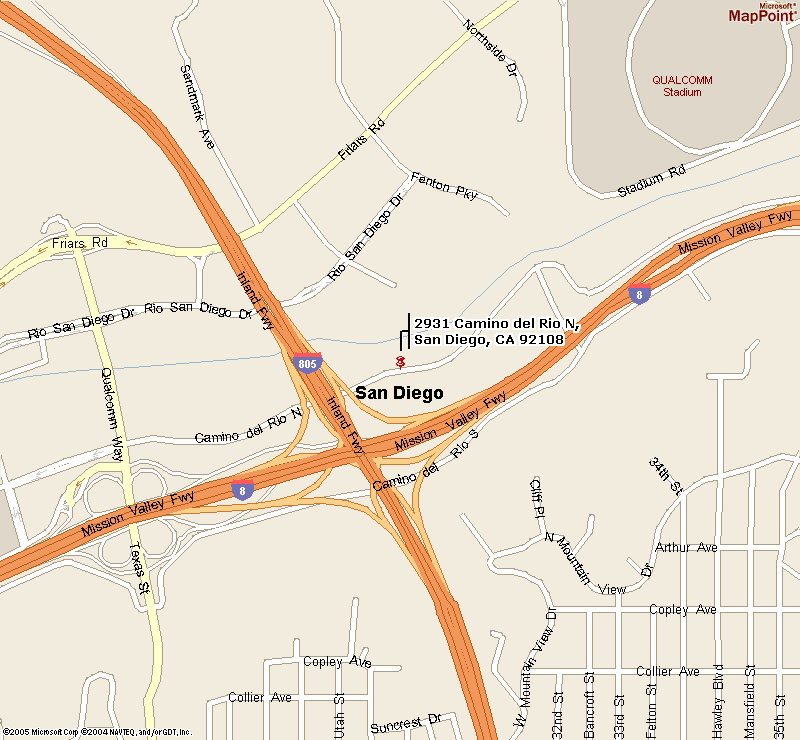 Microsoft®
MapPoint®
Northside Dr
QUALCOMM
Stadium
Sandmark Ave
Friars Rd
Fenton Pky
Stadium Rd
Rio San Diego Dr
Mission Valley Fwy
Friars Rd
Inland Fwy
8
Rio San Diego Dr
Rio San Diego Dr
2931 Camino del Rio N,
San Diego, CA 92108
805
San Diego
Qualcomm Way
Inland Fwy
Mission Valley Fwy
Camino del Rio N
Camino del Rio S
8
Mission Valley Fwy
34th St
Cliff Pl
N Mountain View Dr
Arthur Ave
Texas St
Copley Ave
W Mountain View Dr
Copley Ave
Collier Ave
Collier Ave
Utah St
Suncrest Dr
32nd St
Bancroft St
33rd St
Felton St
Hawley Blvd
Mansfield St
35th St
©2005 Microsoft Corp ©2004 NAVTEQ, and/or GDT, Inc.